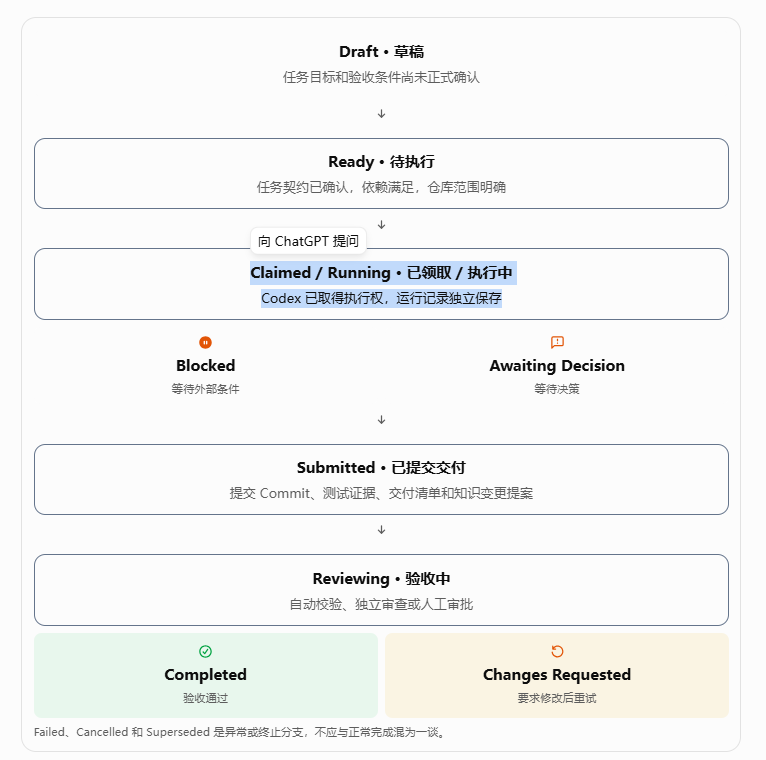 Draft • 草稿
任务目标和验收条件尚未正式确认
↓
Ready • 待执行
任务契约已确认，依赖满足，仓库范围明确
↓
向 ChatGPT 提问
Claimed / Running • 已领取 / 执行中
Codex 已取得执行权，运行记录独立保存
Blocked
等待外部条件
Awaiting Decision
等待决策
↓
Submitted • 已提交交付
提交 Commit、测试证据、交付清单和知识变更提案
↓
Reviewing • 验收中
自动校验、独立审查或人工审批
Completed
验收通过
Changes Requested
要求修改后重试
Failed、Cancelled 和 Superseded 是异常或终止分支，不应与正常完成混为一谈。